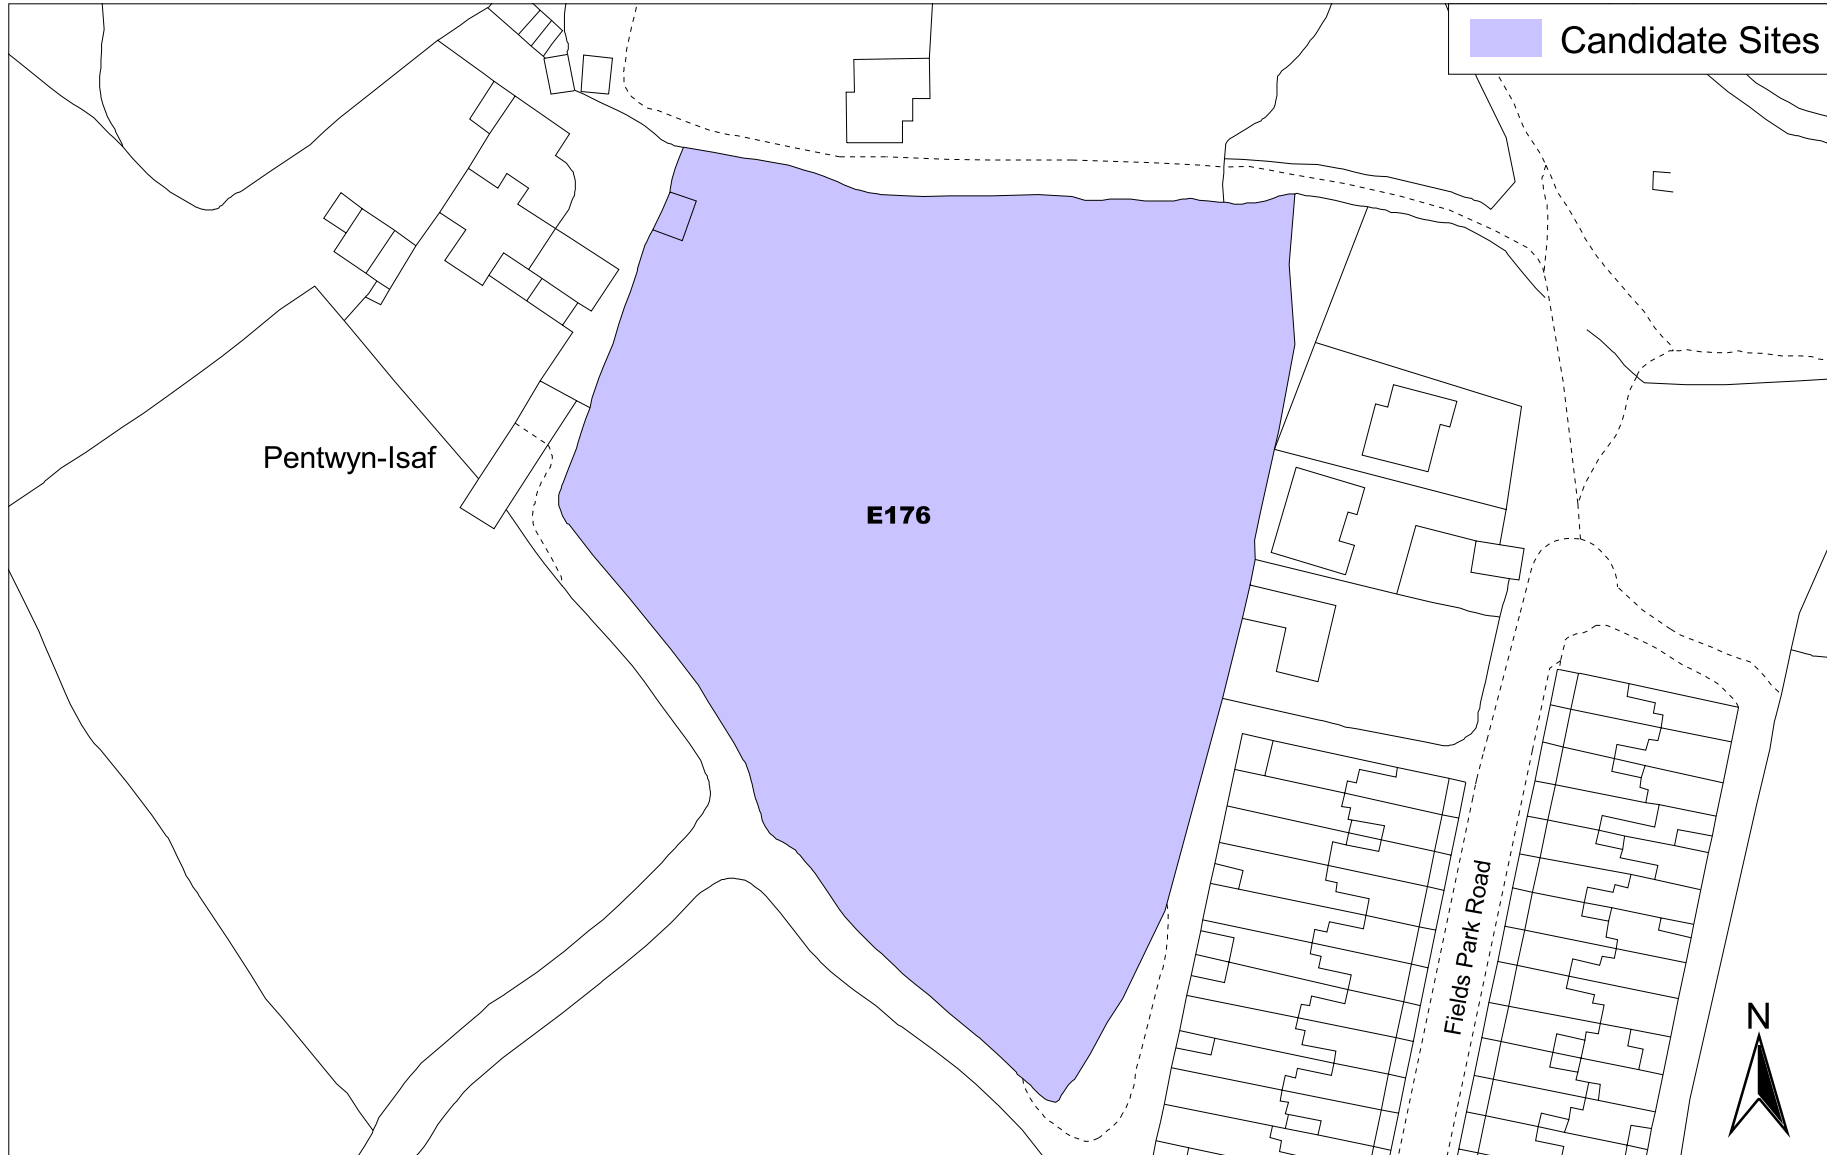 Candidate Sites
Pentwyn-Isaf
E176
Fields Park Road
N